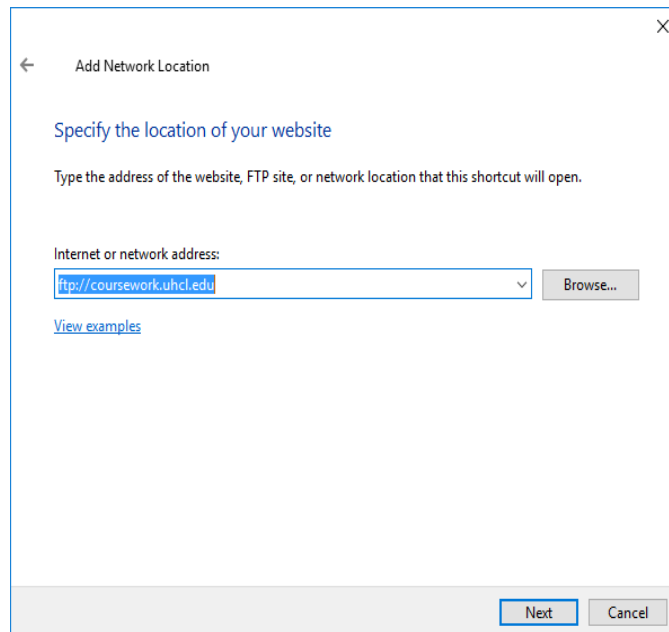 Add Network Location
Specify the location of your website
Type the address of the website, FTP site, or network location that this shortcut will open.
Internet or network address:
ftp://coursework.uhcl.edu
Browse...
View examples
Next
Cancel